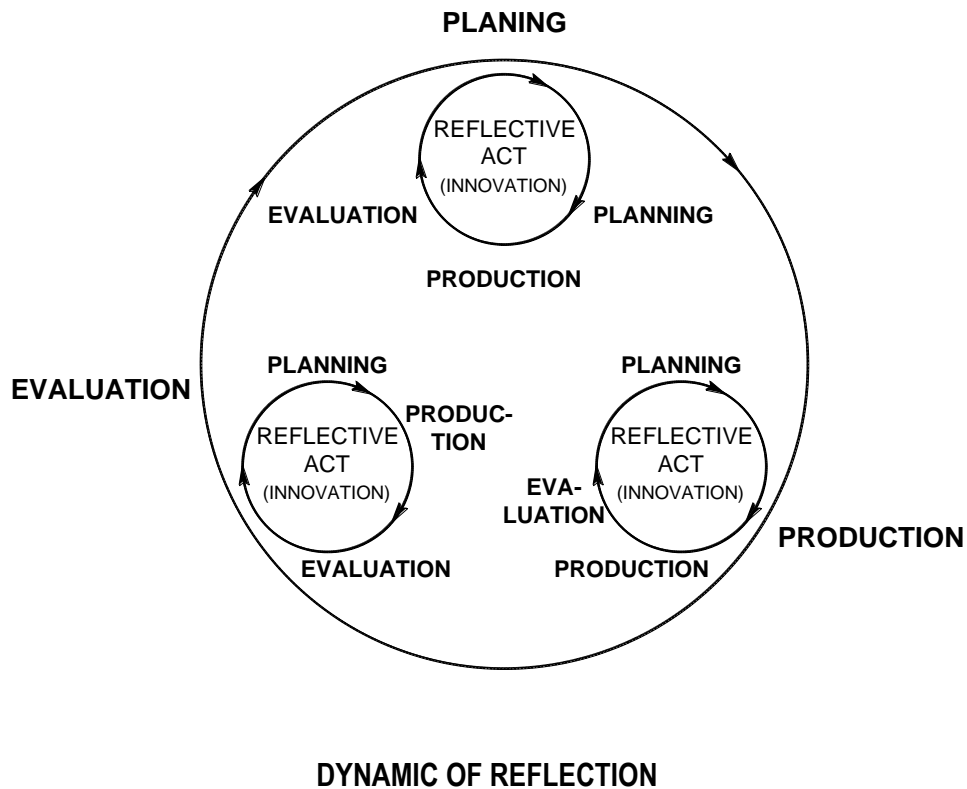 PLANING
REFLECTIVE
ACT
(INNOVATION)
EVALUATION
PLANNING
PRODUCTION
EVALUATION
PLANNING
PRODUC-
TION
REFLECTIVE
ACT
(INNOVATION)
EVALUATION
PLANNING
REFLECTIVE
ACT
(INNOVATION)
EVA-
LUATION
PRODUCTION
PRODUCTION
DYNAMIC OF REFLECTION